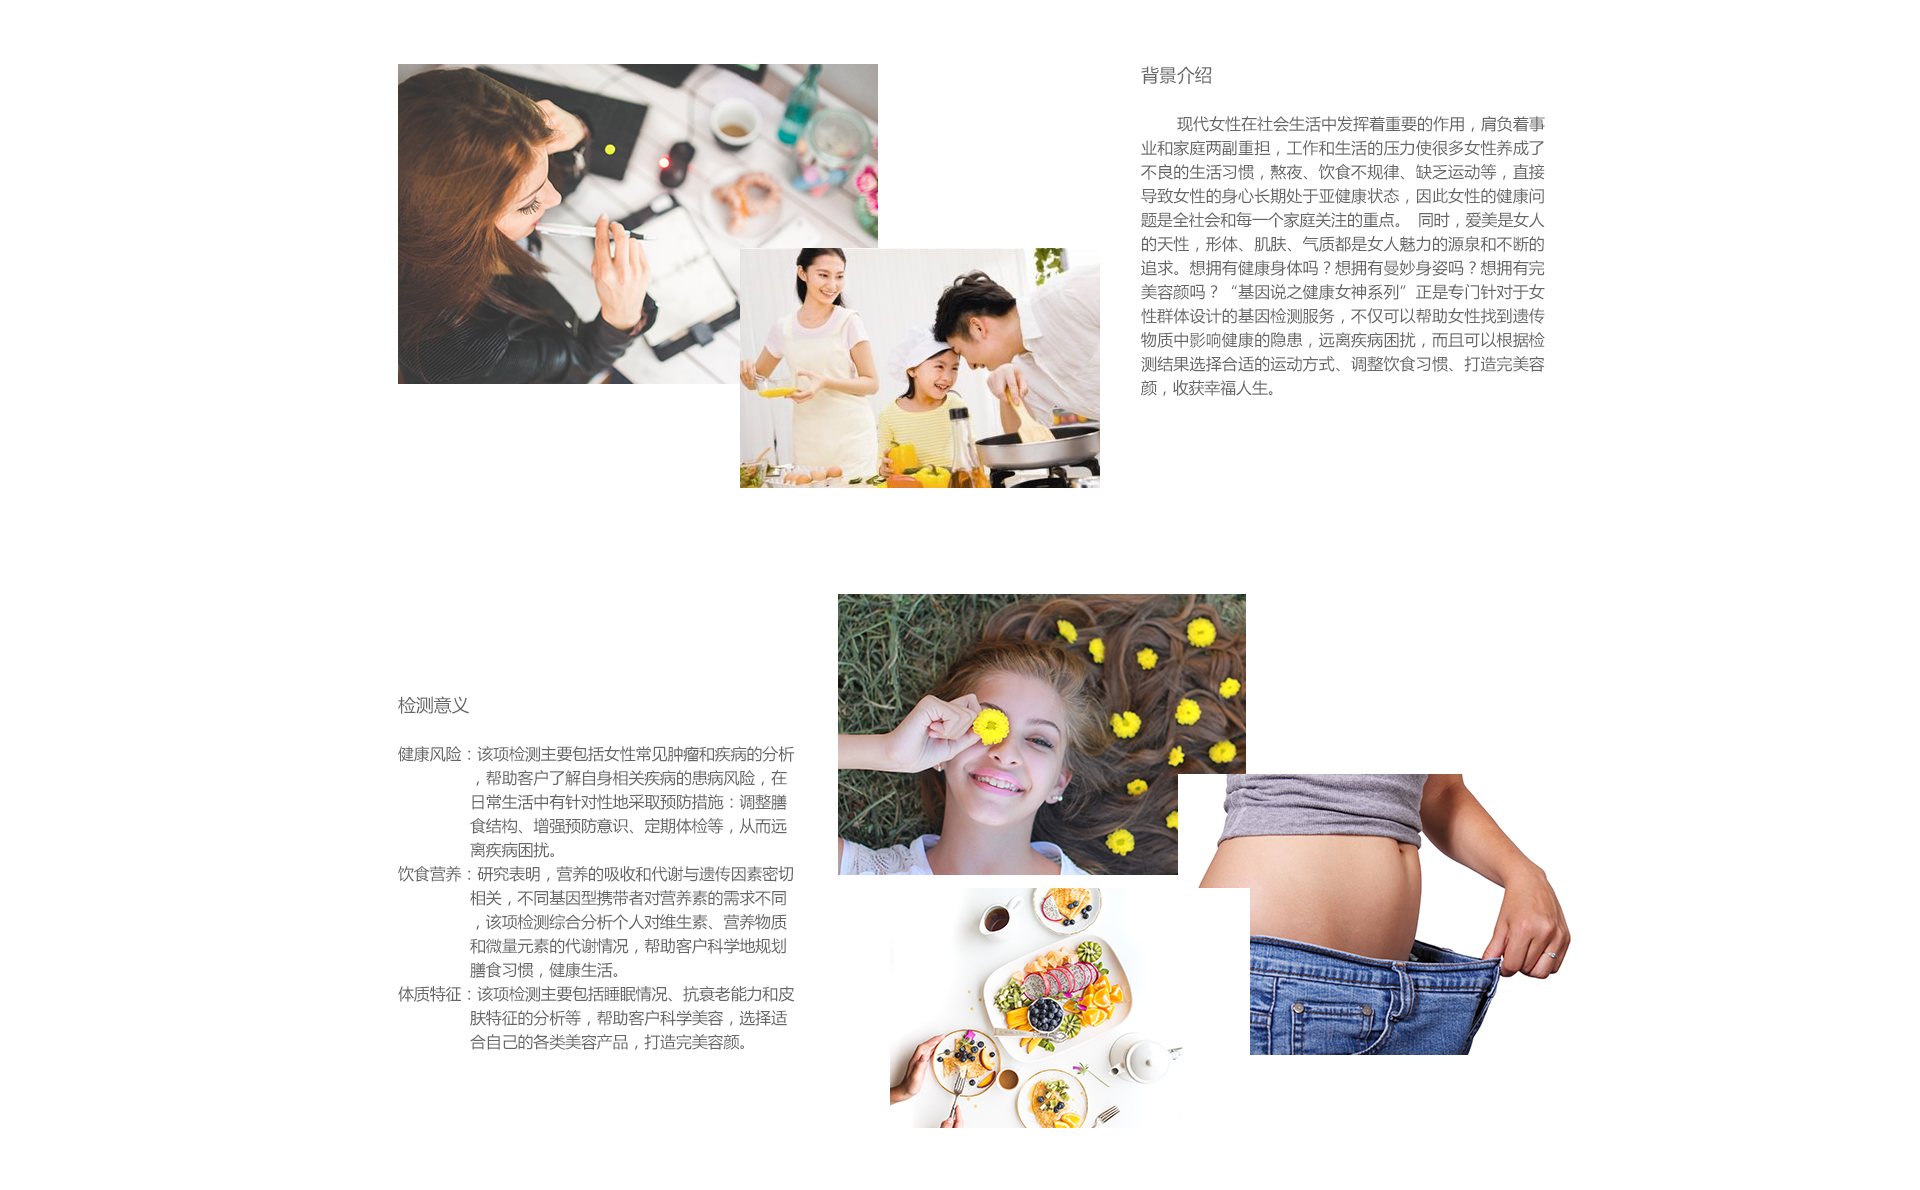 背景介绍
现代女性在社会生活中发挥着重要的作用，肩负着事
业和家庭两副重担，工作和生活的压力使很多女性养成了
不良的生活习惯，熬夜、饮食不规律、缺乏运动等，直接
导致女性的身心长期处于亚健康状态，因此女性的健康问
题是全社会和每一个家庭关注的重点。 同时，爱美是女人
的天性，形体、肌肤、气质都是女人魅力的源泉和不断的
追求。想拥有健康身体吗？想拥有曼妙身姿吗？想拥有完
美容颜吗？“基因说之健康女神系列”正是专门针对于女
性群体设计的基因检测服务，不仅可以帮助女性找到遗传
物质中影响健康的隐患，远离疾病困扰，而且可以根据检
测结果选择合适的运动方式、调整饮食习惯、打造完美容
颜，收获幸福人生。
检测意义
健康风险：该项检测主要包括女性常见肿瘤和疾病的分析
，帮助客户了解自身相关疾病的患病风险，在
日常生活中有针对性地采取预防措施：调整膳
食结构、增强预防意识、定期体检等，从而远
离疾病困扰。
饮食营养：研究表明，营养的吸收和代谢与遗传因素密切
相关，不同基因型携带者对营养素的需求不同
，该项检测综合分析个人对维生素、营养物质
和微量元素的代谢情况，帮助客户科学地规划
膳食习惯，健康生活。
体质特征：该项检测主要包括睡眠情况、抗衰老能力和皮
肤特征的分析等，帮助客户科学美容，选择适
合自己的各类美容产品，打造完美容颜。